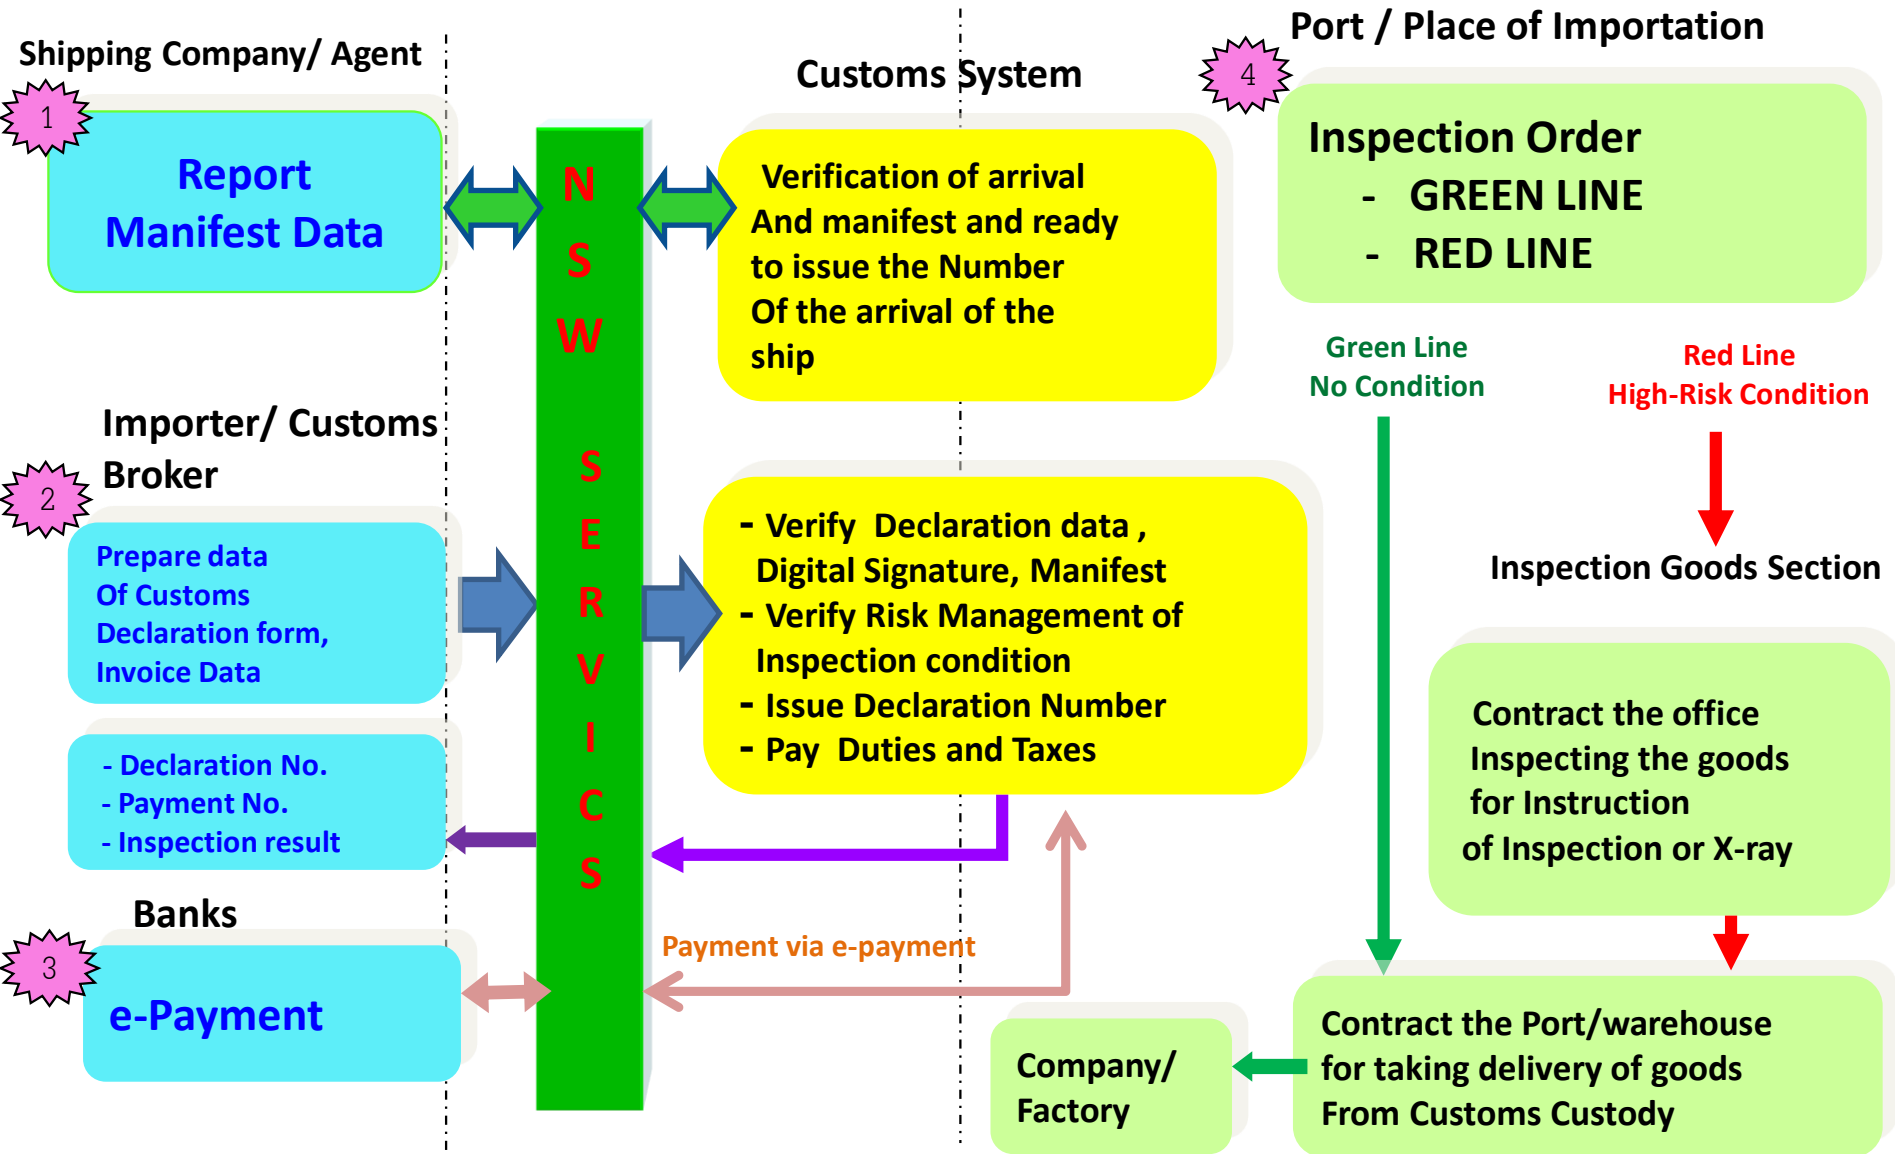 Shipping Company/ Agent
1
Report
Manifest Data
Importer/ Customs
Broker
2
Prepare data
Of Customs
Declaration form,
Invoice Data
- Declaration No.
- Payment No.
- Inspection result
Banks
3
e-Payment
N
S
W
S
E
R
V
I
C
S
Customs System
Verification of arrival
And manifest and ready
to issue the Number
Of the arrival of the
ship
- Verify Declaration data ,
Digital Signature, Manifest
- Verify Risk Management of
Inspection condition
- Issue Declaration Number
- Pay Duties and Taxes
Payment via e-payment
Port / Place of Importation
4
Inspection Order
- GREEN LINE
- RED LINE
Green Line
No Condition
Red Line
High-Risk Condition
Inspection Goods Section
Contract the office
Inspecting the goods
for Instruction
of Inspection or X-ray
Contract the Port/warehouse
for taking delivery of goods
From Customs Custody
Company/
Factory